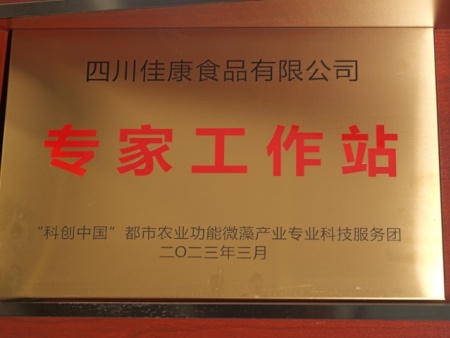 四川佳康食品有限公司
专家工作站
“科创中国”都市农业功能微藻产业专业科技服务团
二〇二三年三月